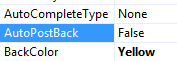 AutoCompleteType None
AutoPostBack False
BackColor Yellow